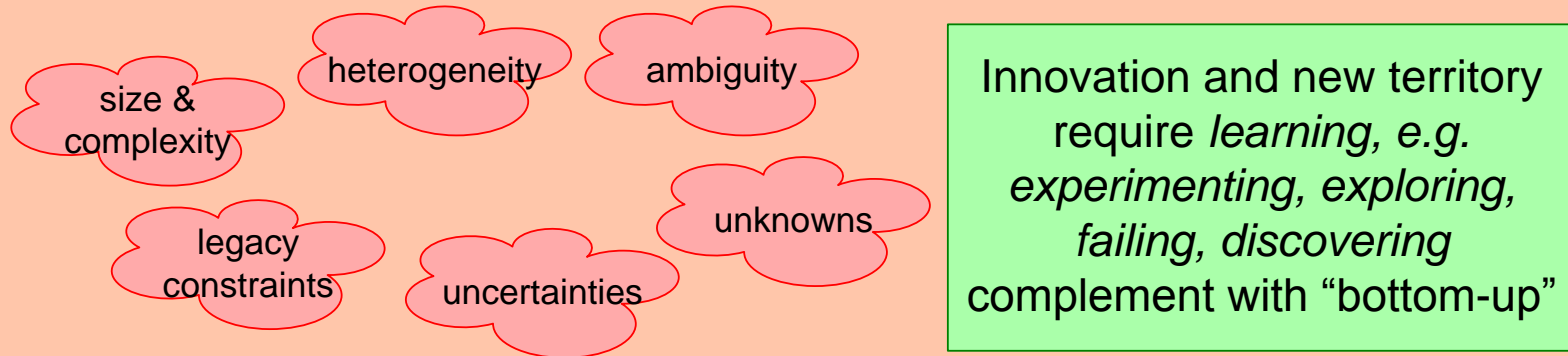 size &
complexity
heterogeneity
ambiguity
legacy
constraints
uncertainties
unknowns
Innovation and new territory
require learning, e.g.
experimenting, exploring,
failing, discovering
complement with “bottom-up”